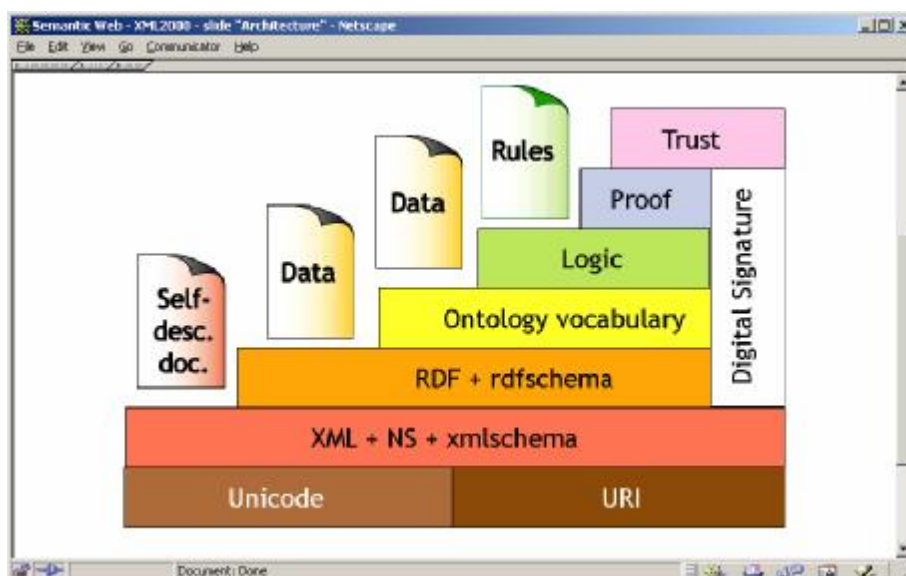 Semantic Web - XML2000 - slide "Architecture" - Netscape
File Edit View Go Communicator Help
Rules
Trust
Data
Proof
Data
Logic
Self-
desc.
doc.
Ontology vocabulary
Digital Signature
RDF + rdfschema
XML + NS + xmlschema
Unicode
URI
Document: Done